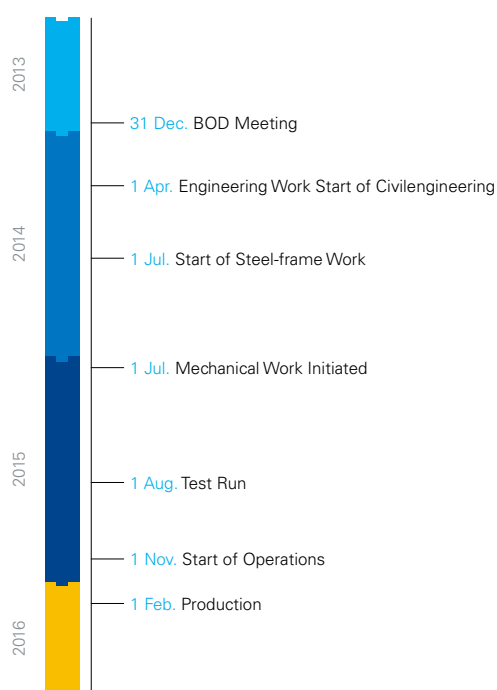 2013
31 Dec. BOD Meeting
1 Apr. Engineering Work Start of Civilengineering
2014
1 Jul. Start of Steel-frame Work
1 Jul. Mechanical Work Initiated
2015
1 Aug. Test Run
1 Nov. Start of Operations
1 Feb. Production
2016